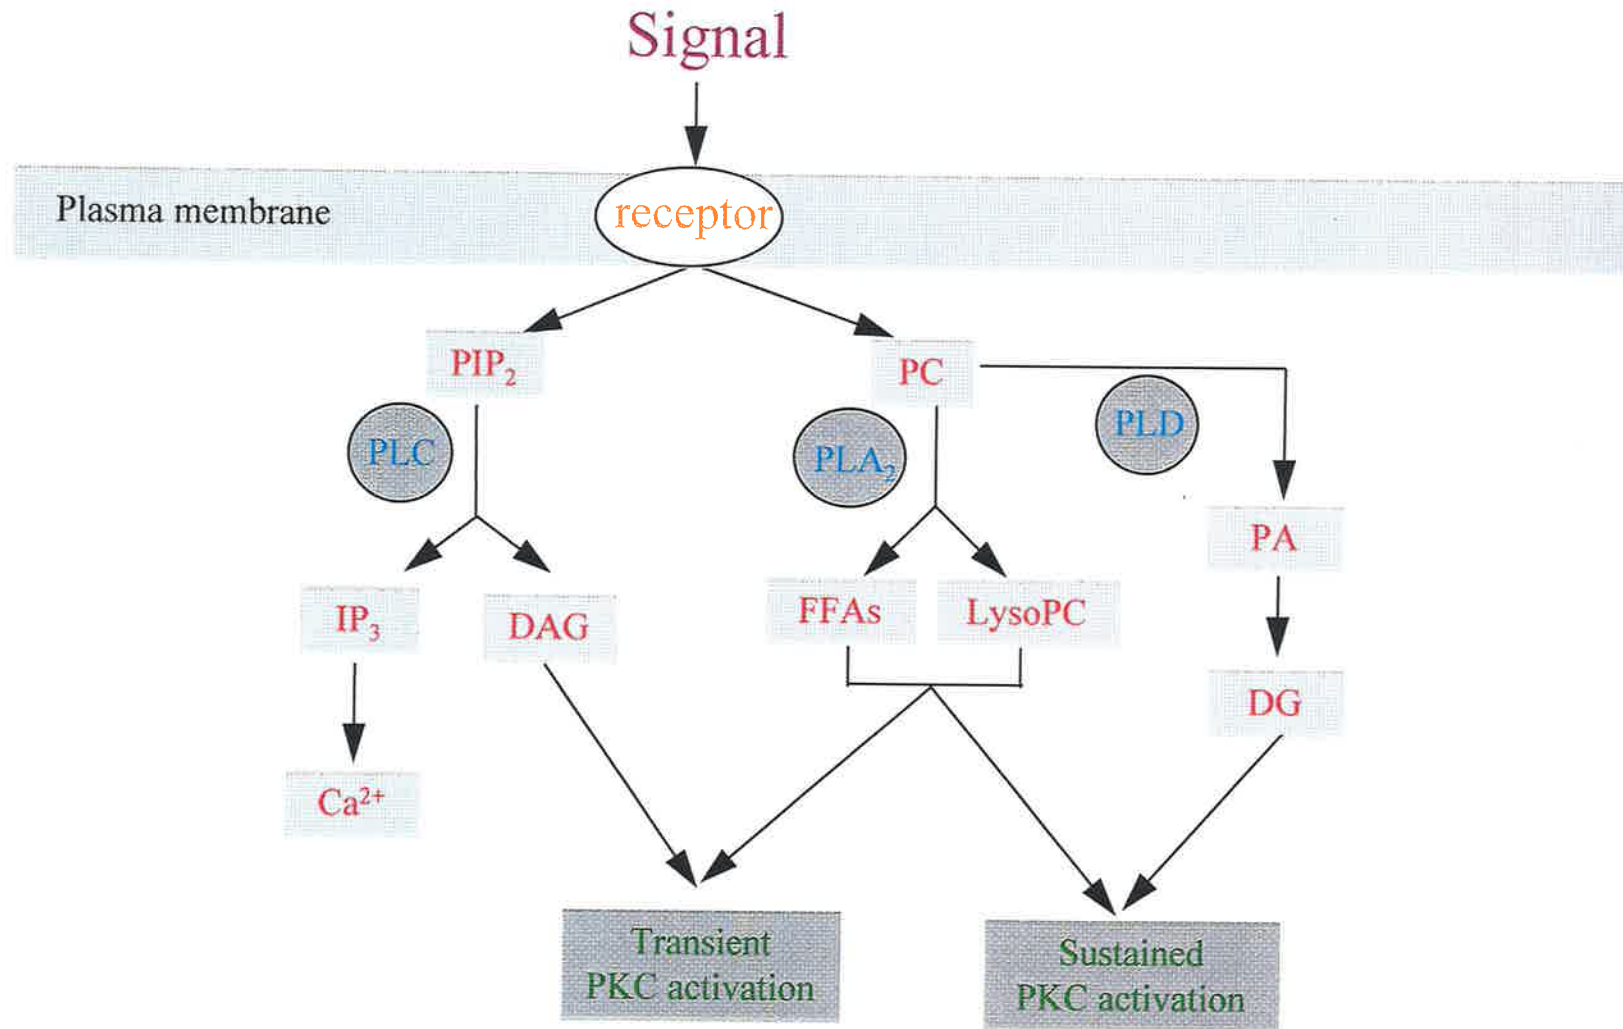 Signal
Plasma membrane
receptor
PIP₂
PC
PLC
PLA₂
PLD
PA
IP₃
DAG
FFAs
LysoPC
DG
Ca²⁺
Transient
PKC activation
Sustained
PKC activation